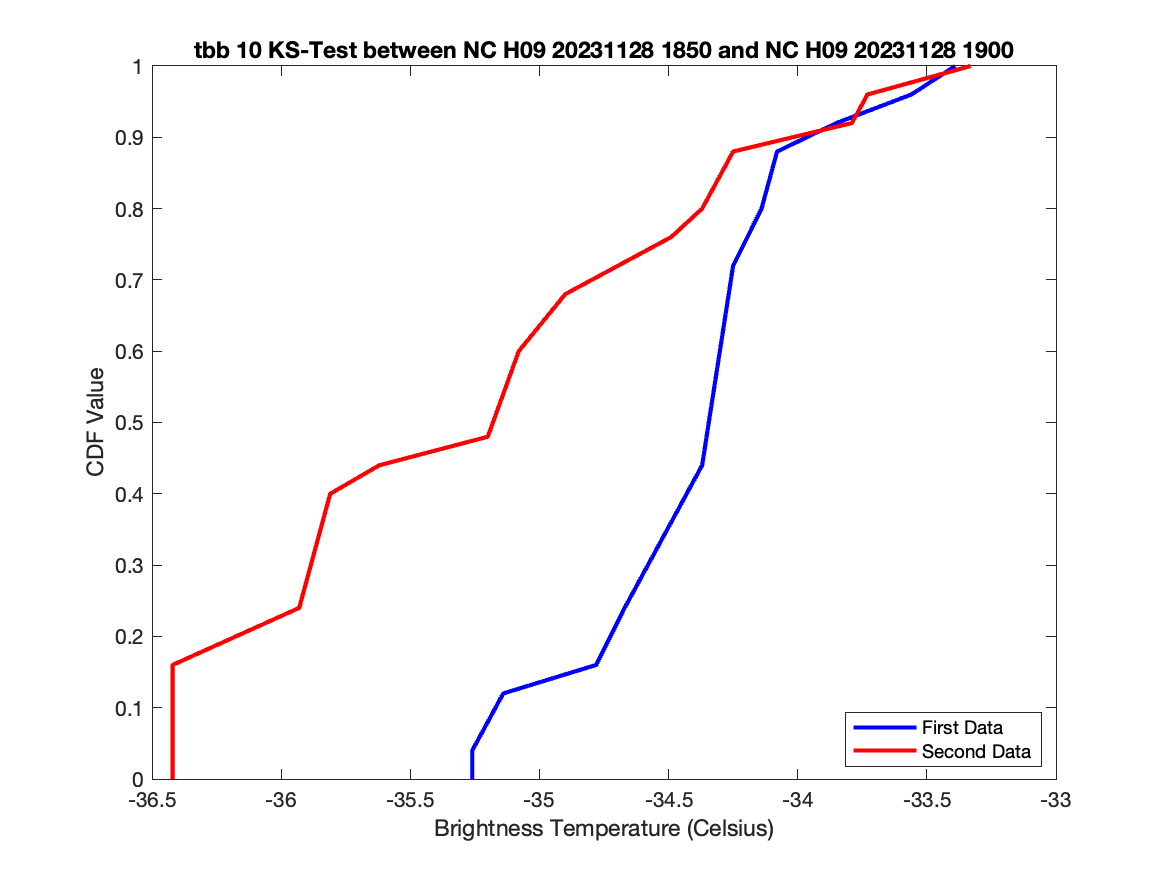 tbb 10 KS-Test between NC H09 20231128 1850 and NC H09 20231128 1900
1
0.9
0.8
0.7
0.6
0.5
0.4
0.3
0.2
0.1
0
CDF Value
First Data
Second Data
-36.5 -36 -35.5 -35 -34.5 -34 -33.5 -33
Brightness Temperature (Celsius)